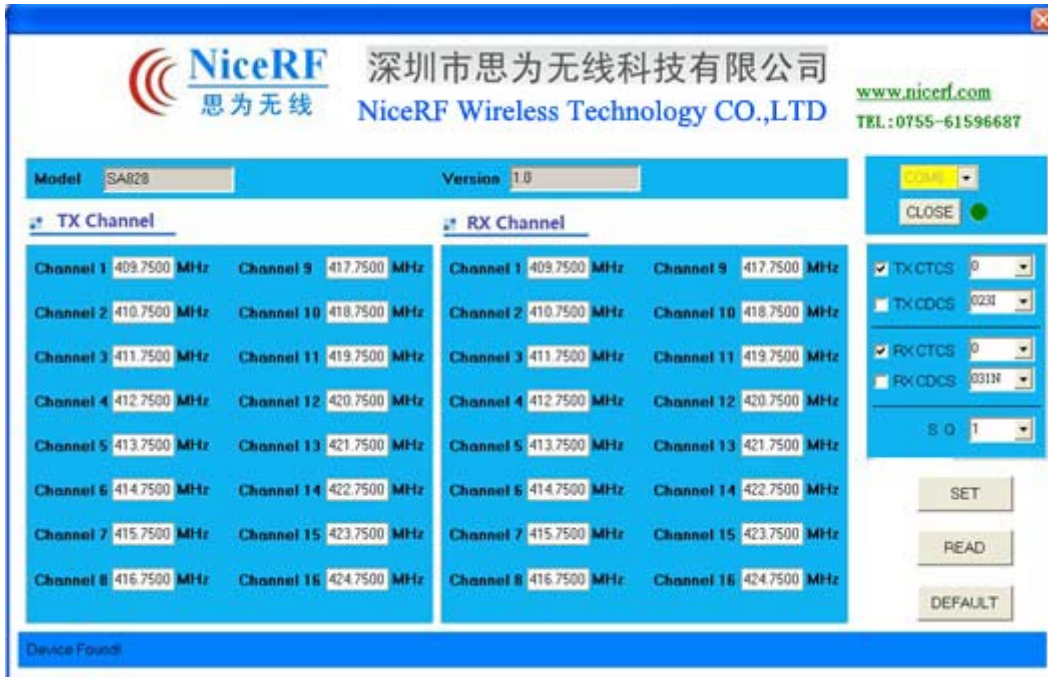 NiceRF
思为无线
深圳市思为无线科技有限公司
NiceRF Wireless Technology CO.,LTD
www.nicerf.com
TEL:0755-61596687
Model SA828 Version 1.0
COM6
CLOSE
TX Channel
RX Channel
Channel 1 409.7500 MHz Channel 9 417.7500 MHz Channel 1 409.7500 MHz Channel 9 417.7500 MHz
Channel 2 410.7500 MHz Channel 10 418.7500 MHz Channel 2 410.7500 MHz Channel 10 418.7500 MHz
Channel 3 411.7500 MHz Channel 11 419.7500 MHz Channel 3 411.7500 MHz Channel 11 419.7500 MHz
Channel 4 412.7500 MHz Channel 12 420.7500 MHz Channel 4 412.7500 MHz Channel 12 420.7500 MHz
Channel 5 413.7500 MHz Channel 13 421.7500 MHz Channel 5 413.7500 MHz Channel 13 421.7500 MHz
Channel 6 414.7500 MHz Channel 14 422.7500 MHz Channel 6 414.7500 MHz Channel 14 422.7500 MHz
Channel 7 415.7500 MHz Channel 15 423.7500 MHz Channel 7 415.7500 MHz Channel 15 423.7500 MHz
Channel 8 416.7500 MHz Channel 16 424.7500 MHz Channel 8 416.7500 MHz Channel 16 424.7500 MHz
TX CTCS 0
TX CDCS 023I
RX CTCS 0
RX CDCS 031N
S Q 1
SET
READ
DEFAULT
Device Found!